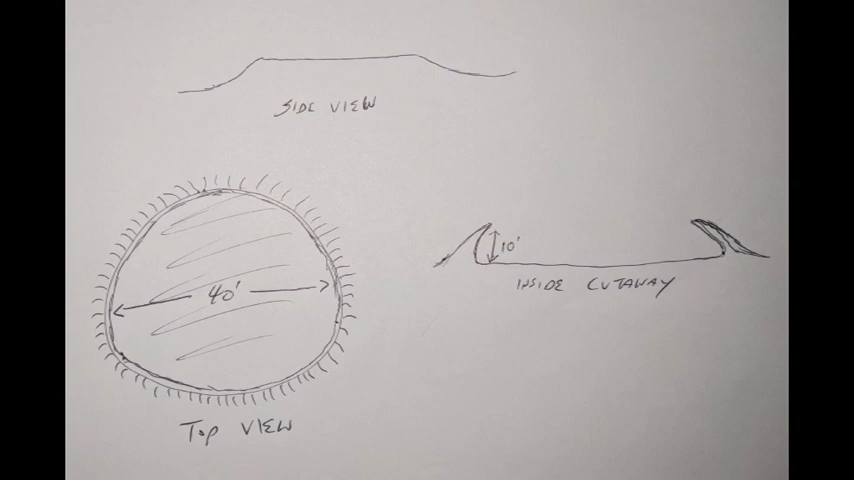 SIDE VIEW
40'
10'
INSIDE CUTAWAY
TOP VIEW